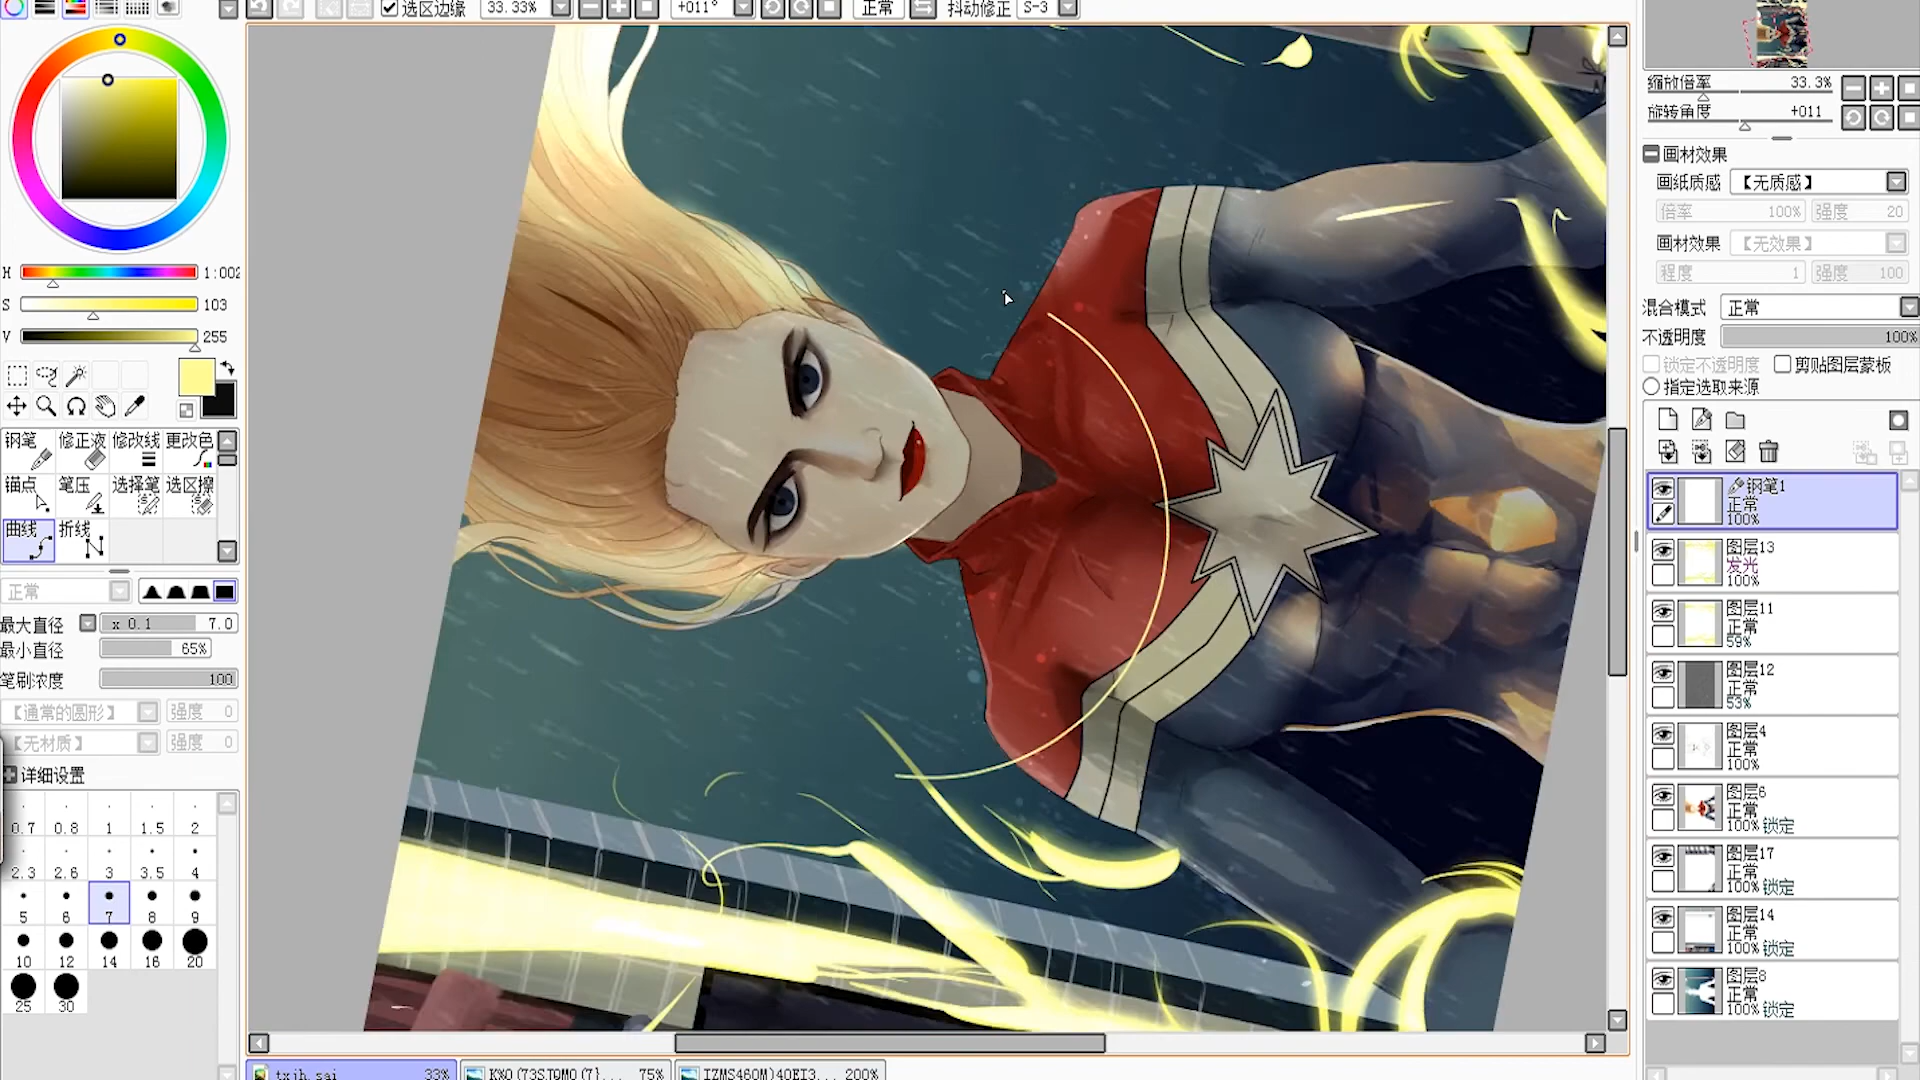 选区边缘 33.33% +011° 正常 抖动修正 S-3
H 1:002
S 103
V 255
钢笔 修正液 修改线 更改色
锚点 笔压 选择笔 选区擦
曲线 折线
正常
最大直径 x 0.1 7.0
最小直径 65%
笔刷浓度 100
【通常的圆形】 强度 0
【无材质】 强度 0
详细设置
0.7 0.8 1 1.5 2
2.3 2.6 3 3.5 4
5 6 7 8 9
10 12 14 16 20
25 30
txjh.sai 33%
75%
200%
缩放倍率 33.3%
旋转角度 +011
画材效果
画纸质感 【无质感】
倍率 100% 强度 20
画材效果 【无效果】
程度 1 强度 100
混合模式 正常
不透明度 100%
锁定不透明度 剪贴图层蒙板
指定选取来源
钢笔1
正常
100%
图层13
发光
100%
图层11
正常
59%
图层12
正常
53%
图层4
正常
100%
图层6
正常
100% 锁定
图层17
正常
100% 锁定
图层14
正常
100% 锁定
图层8
正常
100% 锁定